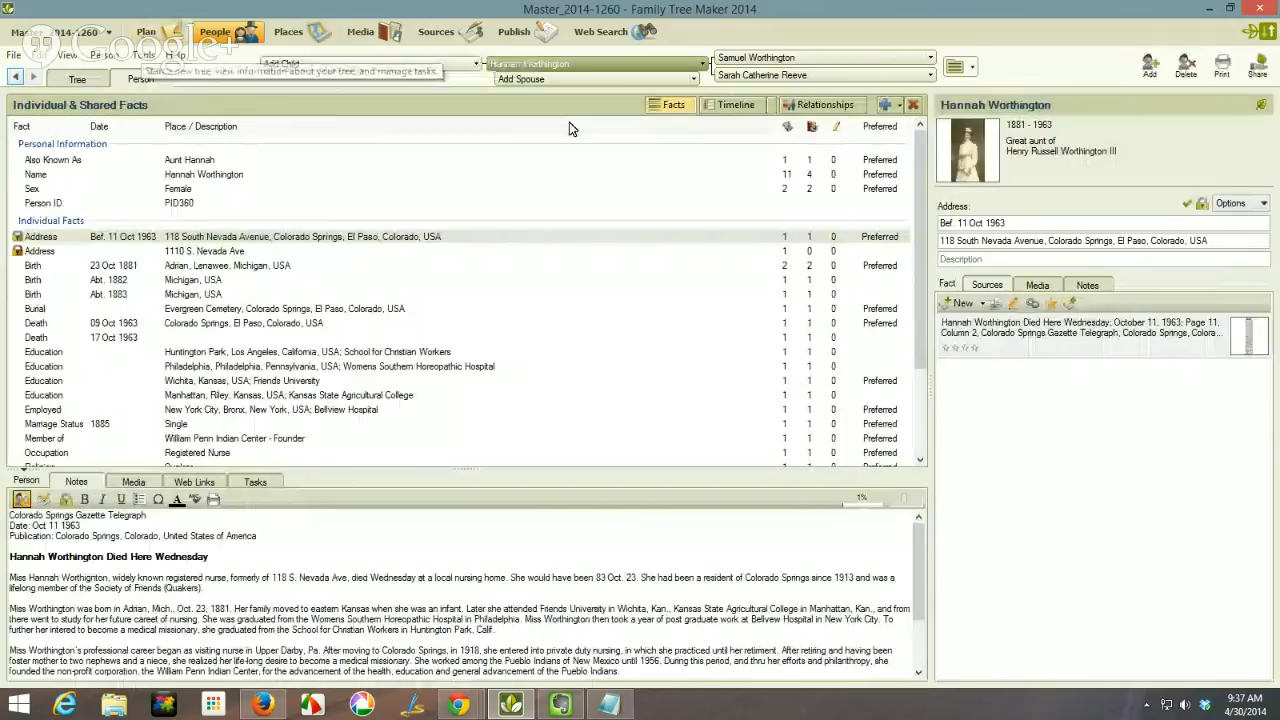 Master_2014-1260 - Family Tree Maker 2014
Master_2014-1260 Plan People Places Media Sources Publish Web Search
Google+
File View Person Tools Help
Start a new tree, view information about your tree, and manage tasks.
Add Child
Hannah Worthington
Add Spouse
Samuel Worthington
Sarah Catherine Reeve
Add Delete Print Share
Tree Person
Individual & Shared Facts Facts Timeline Relationships
Fact Date Place / Description Preferred
Personal Information
Also Known As Aunt Hannah 1 1 0 Preferred
Name Hannah Worthington 11 4 0 Preferred
Sex Female 2 2 0 Preferred
Person ID PID360 0 Preferred
Individual Facts
Address Bef. 11 Oct 1963 118 South Nevada Avenue, Colorado Springs, El Paso, Colorado, USA 1 1 0 Preferred
Address 1110 S. Nevada Ave 1 0 0
Birth 23 Oct 1881 Adrian, Lenawee, Michigan, USA 2 2 0 Preferred
Birth Abt. 1882 Michigan, USA 1 1 0
Birth Abt. 1883 Michigan, USA 1 1 0
Burial Evergreen Cemetery, Colorado Springs, El Paso, Colorado, USA 1 1 0 Preferred
Death 09 Oct 1963 Colorado Springs, El Paso, Colorado, USA 1 1 0 Preferred
Death 17 Oct 1963 1 1 0
Education Huntington Park, Los Angeles, California, USA; School for Christian Workers 1 1 0
Education Philadelphia, Philadelphia, Pennsylvania, USA; Womens Southern Horeopathic Hospital 1 1 0
Education Wichita, Kansas, USA; Friends University 1 1 0 Preferred
Education Manhattan, Riley, Kansas, USA; Kansas State Agricultural College 1 1 0
Employed New York City, Bronx, New York, USA; Bellview Hospital 1 1 0 Preferred
Marriage Status 1885 Single 1 1 0 Preferred
Member of William Penn Indian Center - Founder 1 1 0 Preferred
Occupation Registered Nurse 1 1 0 Preferred
Religion Quaker
Person Notes Media Web Links Tasks
B I U Ω A 1%
Colorado Springs Gazette Telegraph
Date: Oct 11 1963
Publication: Colorado Springs, Colorado, United States of America
Hannah Worthington Died Here Wednesday
Miss Hannah Worthignton, widely known registered nurse, formerly of 118 S. Nevada Ave, died Wednesday at a local nursing home. She would have been 83 Oct. 23. She had been a resident of Colorado Springs since 1913 and was a
lifelong member of the Society of Friends (Quakers).
Miss Worthington was born in Adrian, Mich., Oct. 23, 1881. Her family moved to eastern Kansas when she was an infant. Later she attended Friends University in Wichita, Kan., Kansas State Agricultural College in Manhattan, Kan., and from
there went to study for her future careet of nursing. She was graduated from the Womens Southern Horeopathic Hospital in Philadelphia. Miss Worthington then took a year of post graduate work at Bellvew Hospital in New York City. To
further her intered to become a medical missionary, she graduated from the School for Christian Workers in Huntington Park, Calif.
Miss Worthington's professional career began as visiting nurse in Upper Darby, Pa. After moving to Colorado Springs, in 1918, she entered into private duty nursing, in which she practiced until her retirement. After retiring and having been
foster mother to two nephews and a niece, she realized her life-long desire to become a medical missionary. She worked among the Pueblo Indians of New Mexico until 1956. During this period, and thru her efforts and philanthropy, she
founded the non-profit corporation, the William Penn Indian Center, for the advancement of the health, education and general advancement of the Pueblo Indians.
Hannah Worthington
1881 - 1963
Great aunt of
Henry Russell Worthington III
Address: Options
Bef. 11 Oct 1963
118 South Nevada Avenue, Colorado Springs, El Paso, Colorado, USA
Description
Fact Sources Media Notes
New
Hannah Worthington Died Here Wednesday; October 11, 1963; Page 11,
Column 2, Colorado Springs Gazette Telegraph, Colorado Springs, Colora...
9:37 AM
4/30/2014